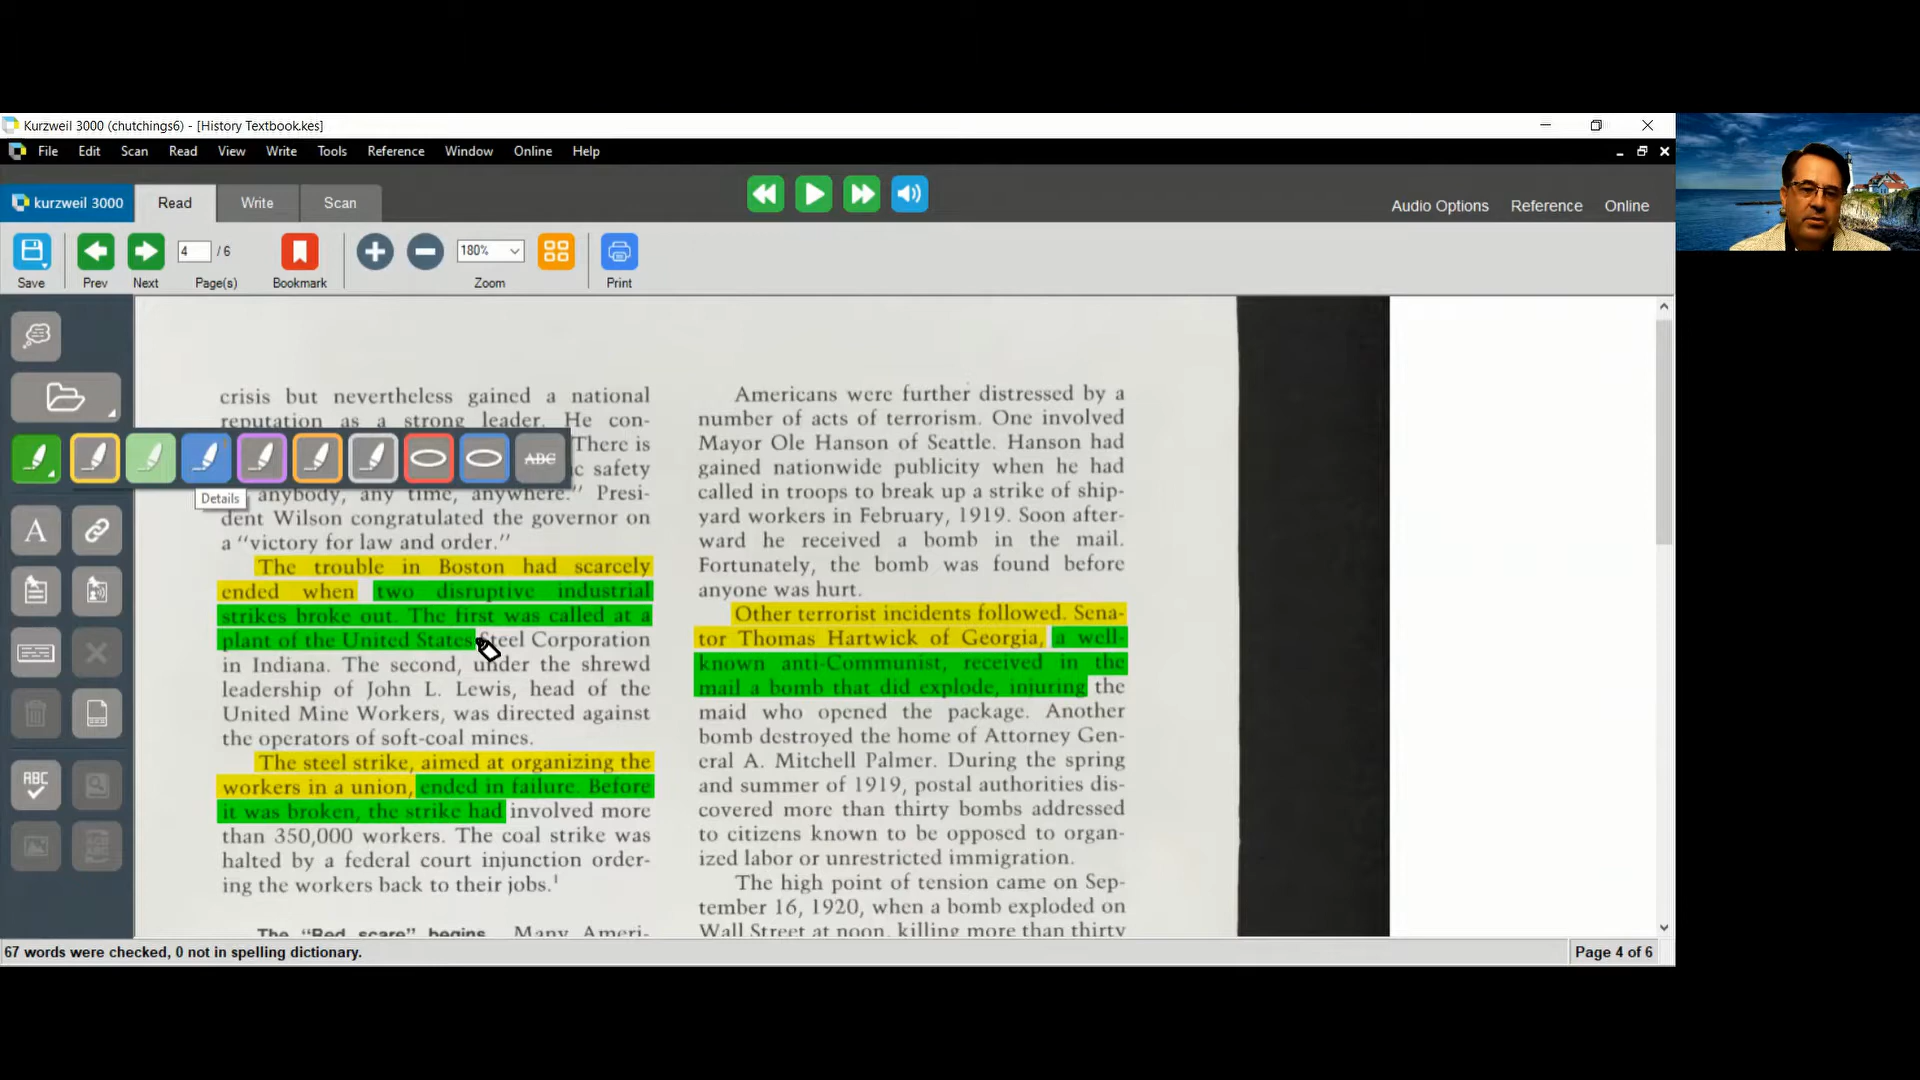 Kurzweil 3000 (chutchings6) - [History Textbook.kes]
File Edit Scan Read View Write Tools Reference Window Online Help
kurzweil 3000 Read Write Scan
Audio Options Reference Online
4 / 6
180%
Save Prev Next Page(s) Bookmark Zoom Print
crisis but nevertheless gained a national
reputation as a strong leader. He con-
There is
ABC
c safety
Details
anybody, any time, anywhere." Presi-
dent Wilson congratulated the governor on
a "victory for law and order."
The trouble in Boston had scarcely
ended when two disruptive industrial
strikes broke out. The first was called at a
plant of the United States Steel Corporation
in Indiana. The second, under the shrewd
leadership of John L. Lewis, head of the
United Mine Workers, was directed against
the operators of soft-coal mines.
The steel strike, aimed at organizing the
workers in a union, ended in failure. Before
it was broken, the strike had involved more
than 350,000 workers. The coal strike was
halted by a federal court injunction order-
ing the workers back to their jobs.¹
The "Red scare" begins. Many Ameri-
Americans were further distressed by a
number of acts of terrorism. One involved
Mayor Ole Hanson of Seattle. Hanson had
gained nationwide publicity when he had
called in troops to break up a strike of ship-
yard workers in February, 1919. Soon after-
ward he received a bomb in the mail.
Fortunately, the bomb was found before
anyone was hurt.
Other terrorist incidents followed. Sena-
tor Thomas Hartwick of Georgia, a well-
known anti-Communist, received in the
mail a bomb that did explode, injuring the
maid who opened the package. Another
bomb destroyed the home of Attorney Gen-
eral A. Mitchell Palmer. During the spring
and summer of 1919, postal authorities dis-
covered more than thirty bombs addressed
to citizens known to be opposed to organ-
ized labor or unrestricted immigration.
The high point of tension came on Sep-
tember 16, 1920, when a bomb exploded on
Wall Street at noon, killing more than thirty
A
ABC
67 words were checked, 0 not in spelling dictionary.
Page 4 of 6